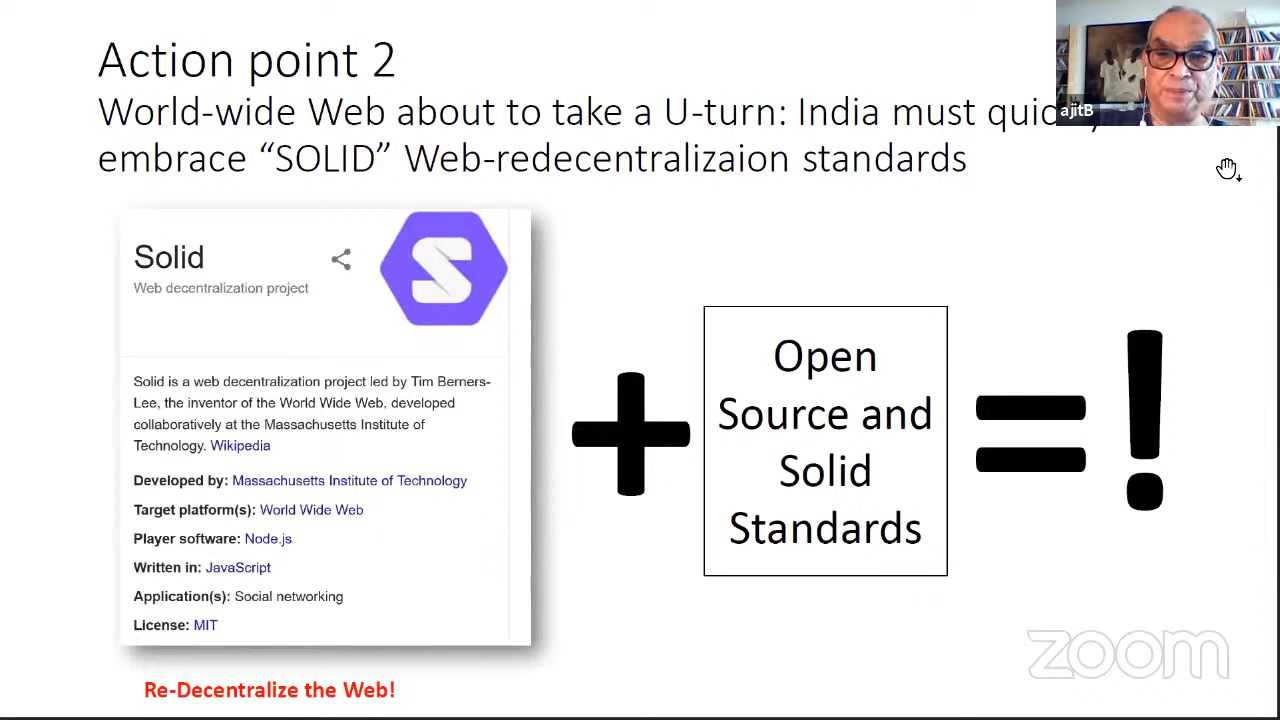 Action point 2
World-wide Web about to take a U-turn: India must
embrace “SOLID” Web-redecentralizaion standards
ajitB
Solid
Web decentralization project
Solid is a web decentralization project led by Tim Berners-
Lee, the inventor of the World Wide Web, developed
collaboratively at the Massachusetts Institute of
Technology. Wikipedia
Developed by: Massachusetts Institute of Technology
Target platform(s): World Wide Web
Player software: Node.js
Written in: JavaScript
Application(s): Social networking
License: MIT
Re-Decentralize the Web!
+
Open
Source and
Solid
Standards
=
!
zoom